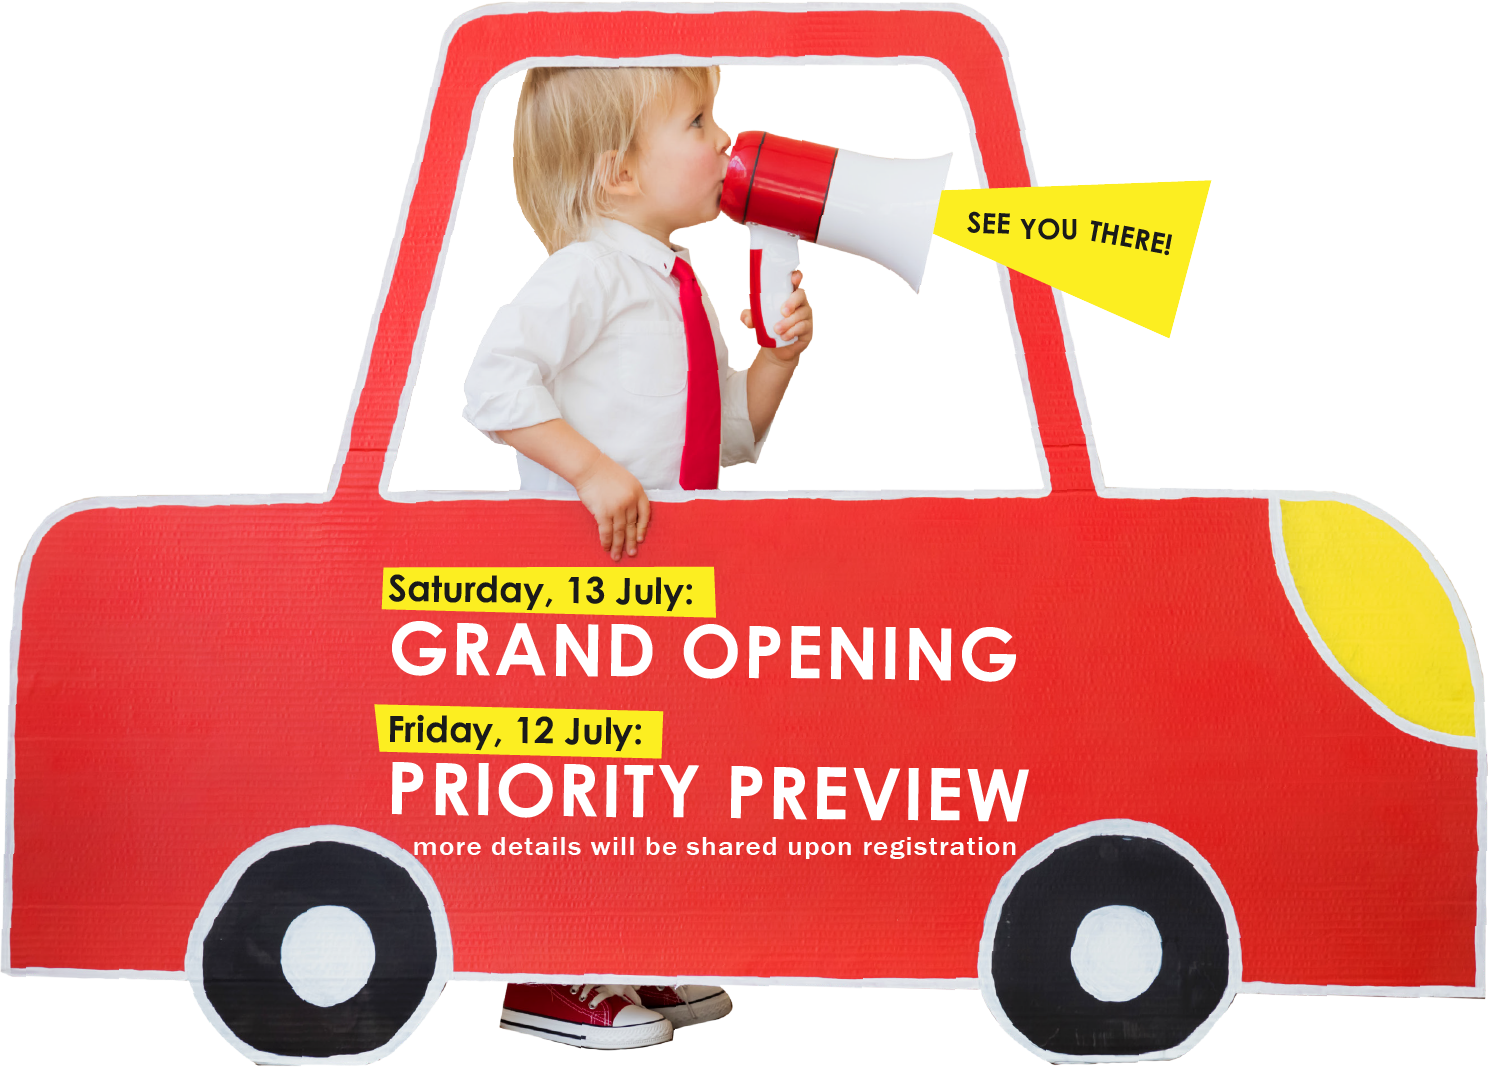 SEE YOU THERE!
Saturday, 13 July:
GRAND OPENING
Friday, 12 July:
PRIORITY PREVIEW
more details will be shared upon registration